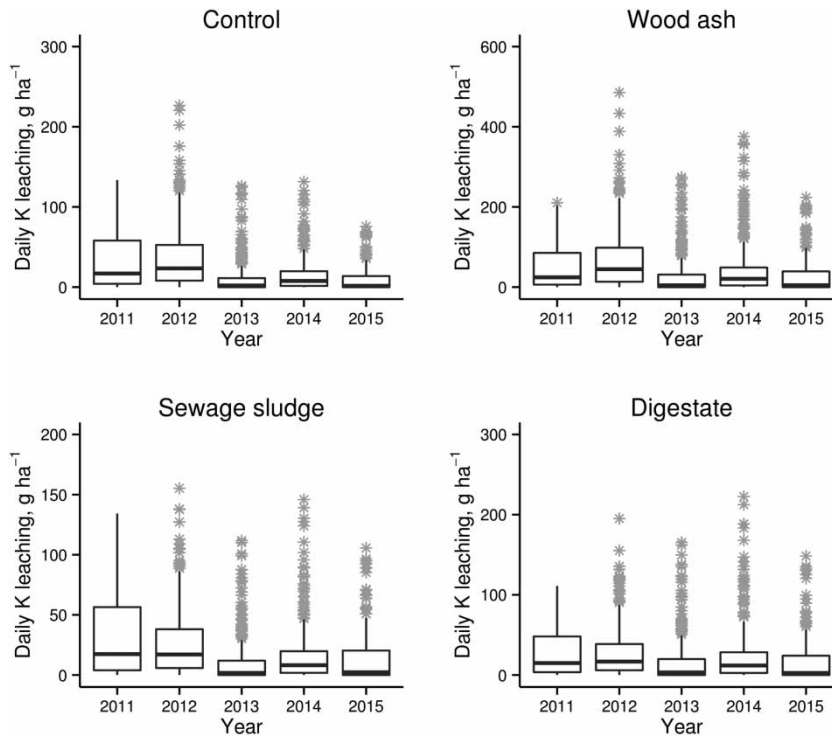 Control
Daily K leaching, g ha⁻¹
300
200
100
0
2011 2012 2013 2014 2015
Year
Wood ash
Daily K leaching, g ha⁻¹
600
400
200
0
2011 2012 2013 2014 2015
Year
Sewage sludge
Daily K leaching, g ha⁻¹
200
150
100
50
0
2011 2012 2013 2014 2015
Year
Digestate
Daily K leaching, g ha⁻¹
300
200
100
0
2011 2012 2013 2014 2015
Year